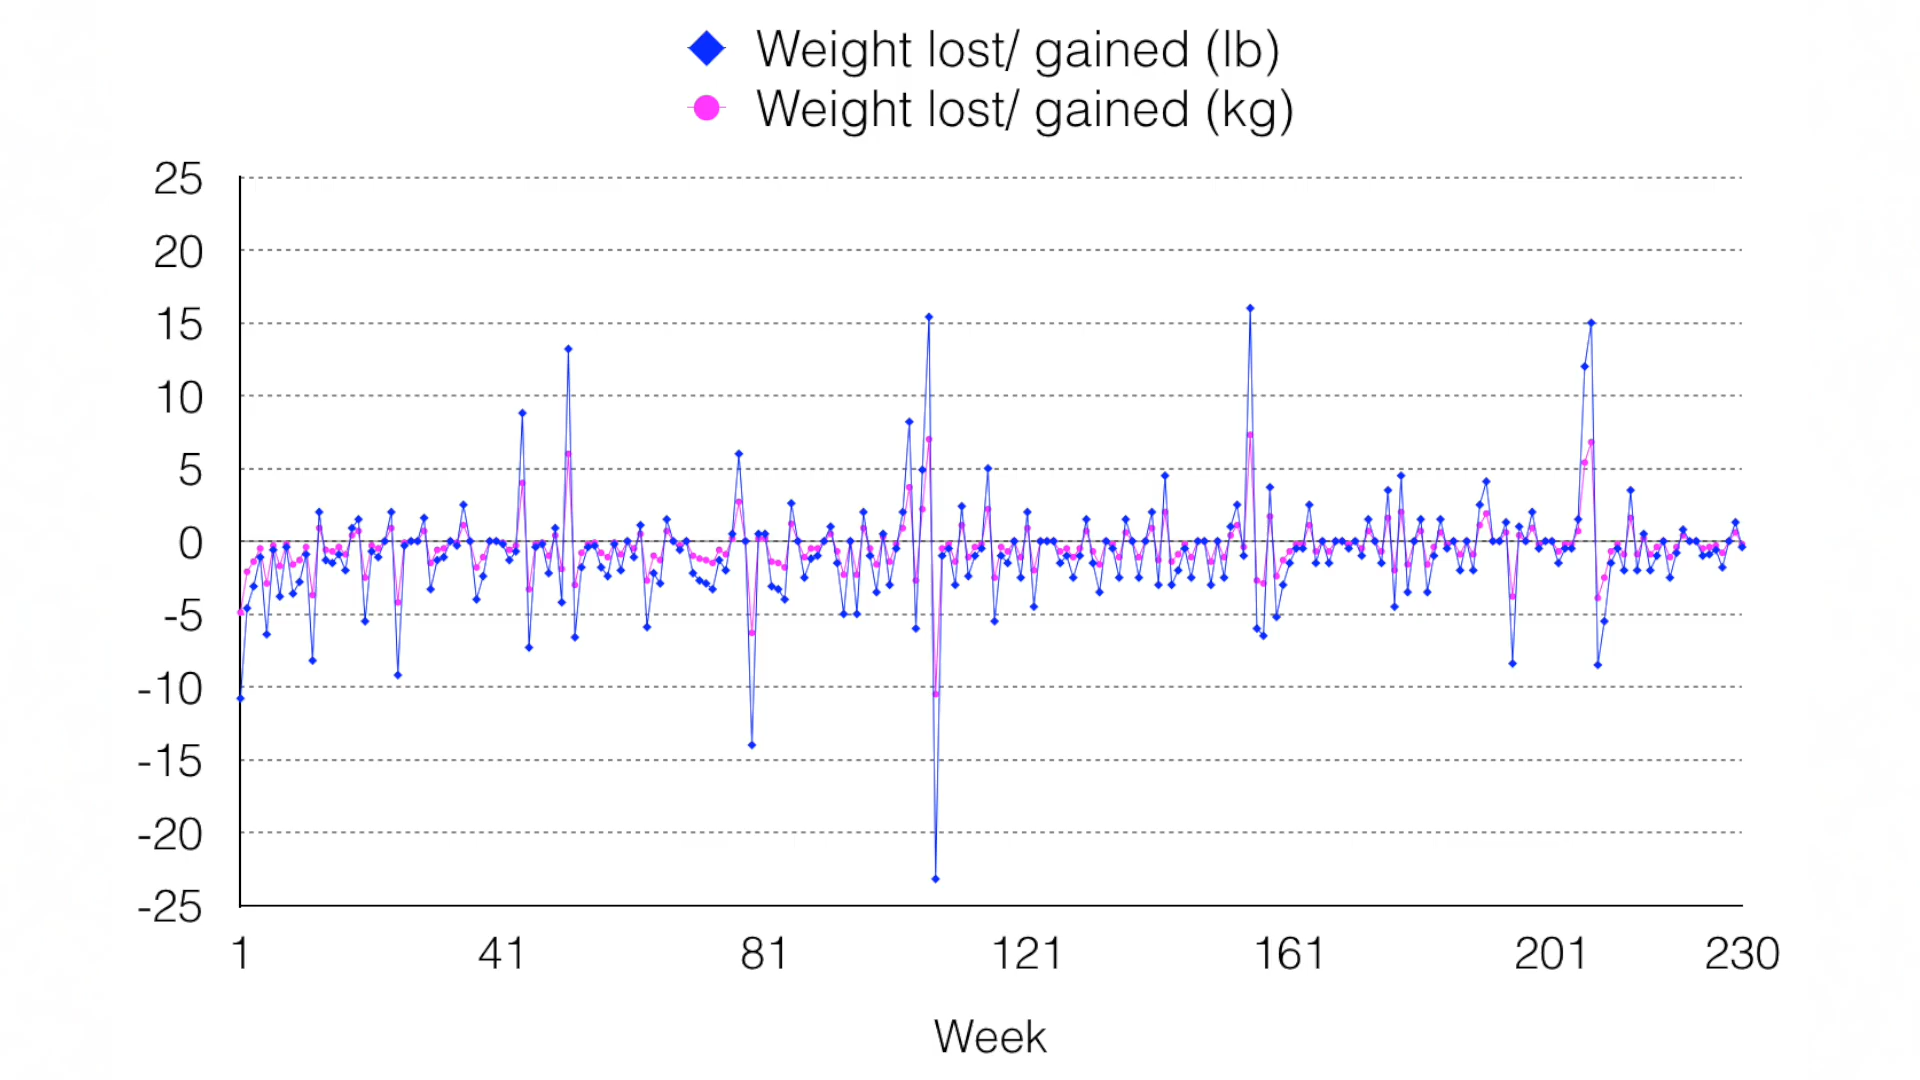 Weight lost/ gained (lb)
Weight lost/ gained (kg)
25
20
15
10
5
0
-5
-10
-15
-20
-25
1 41 81 121 161 201 230
Week